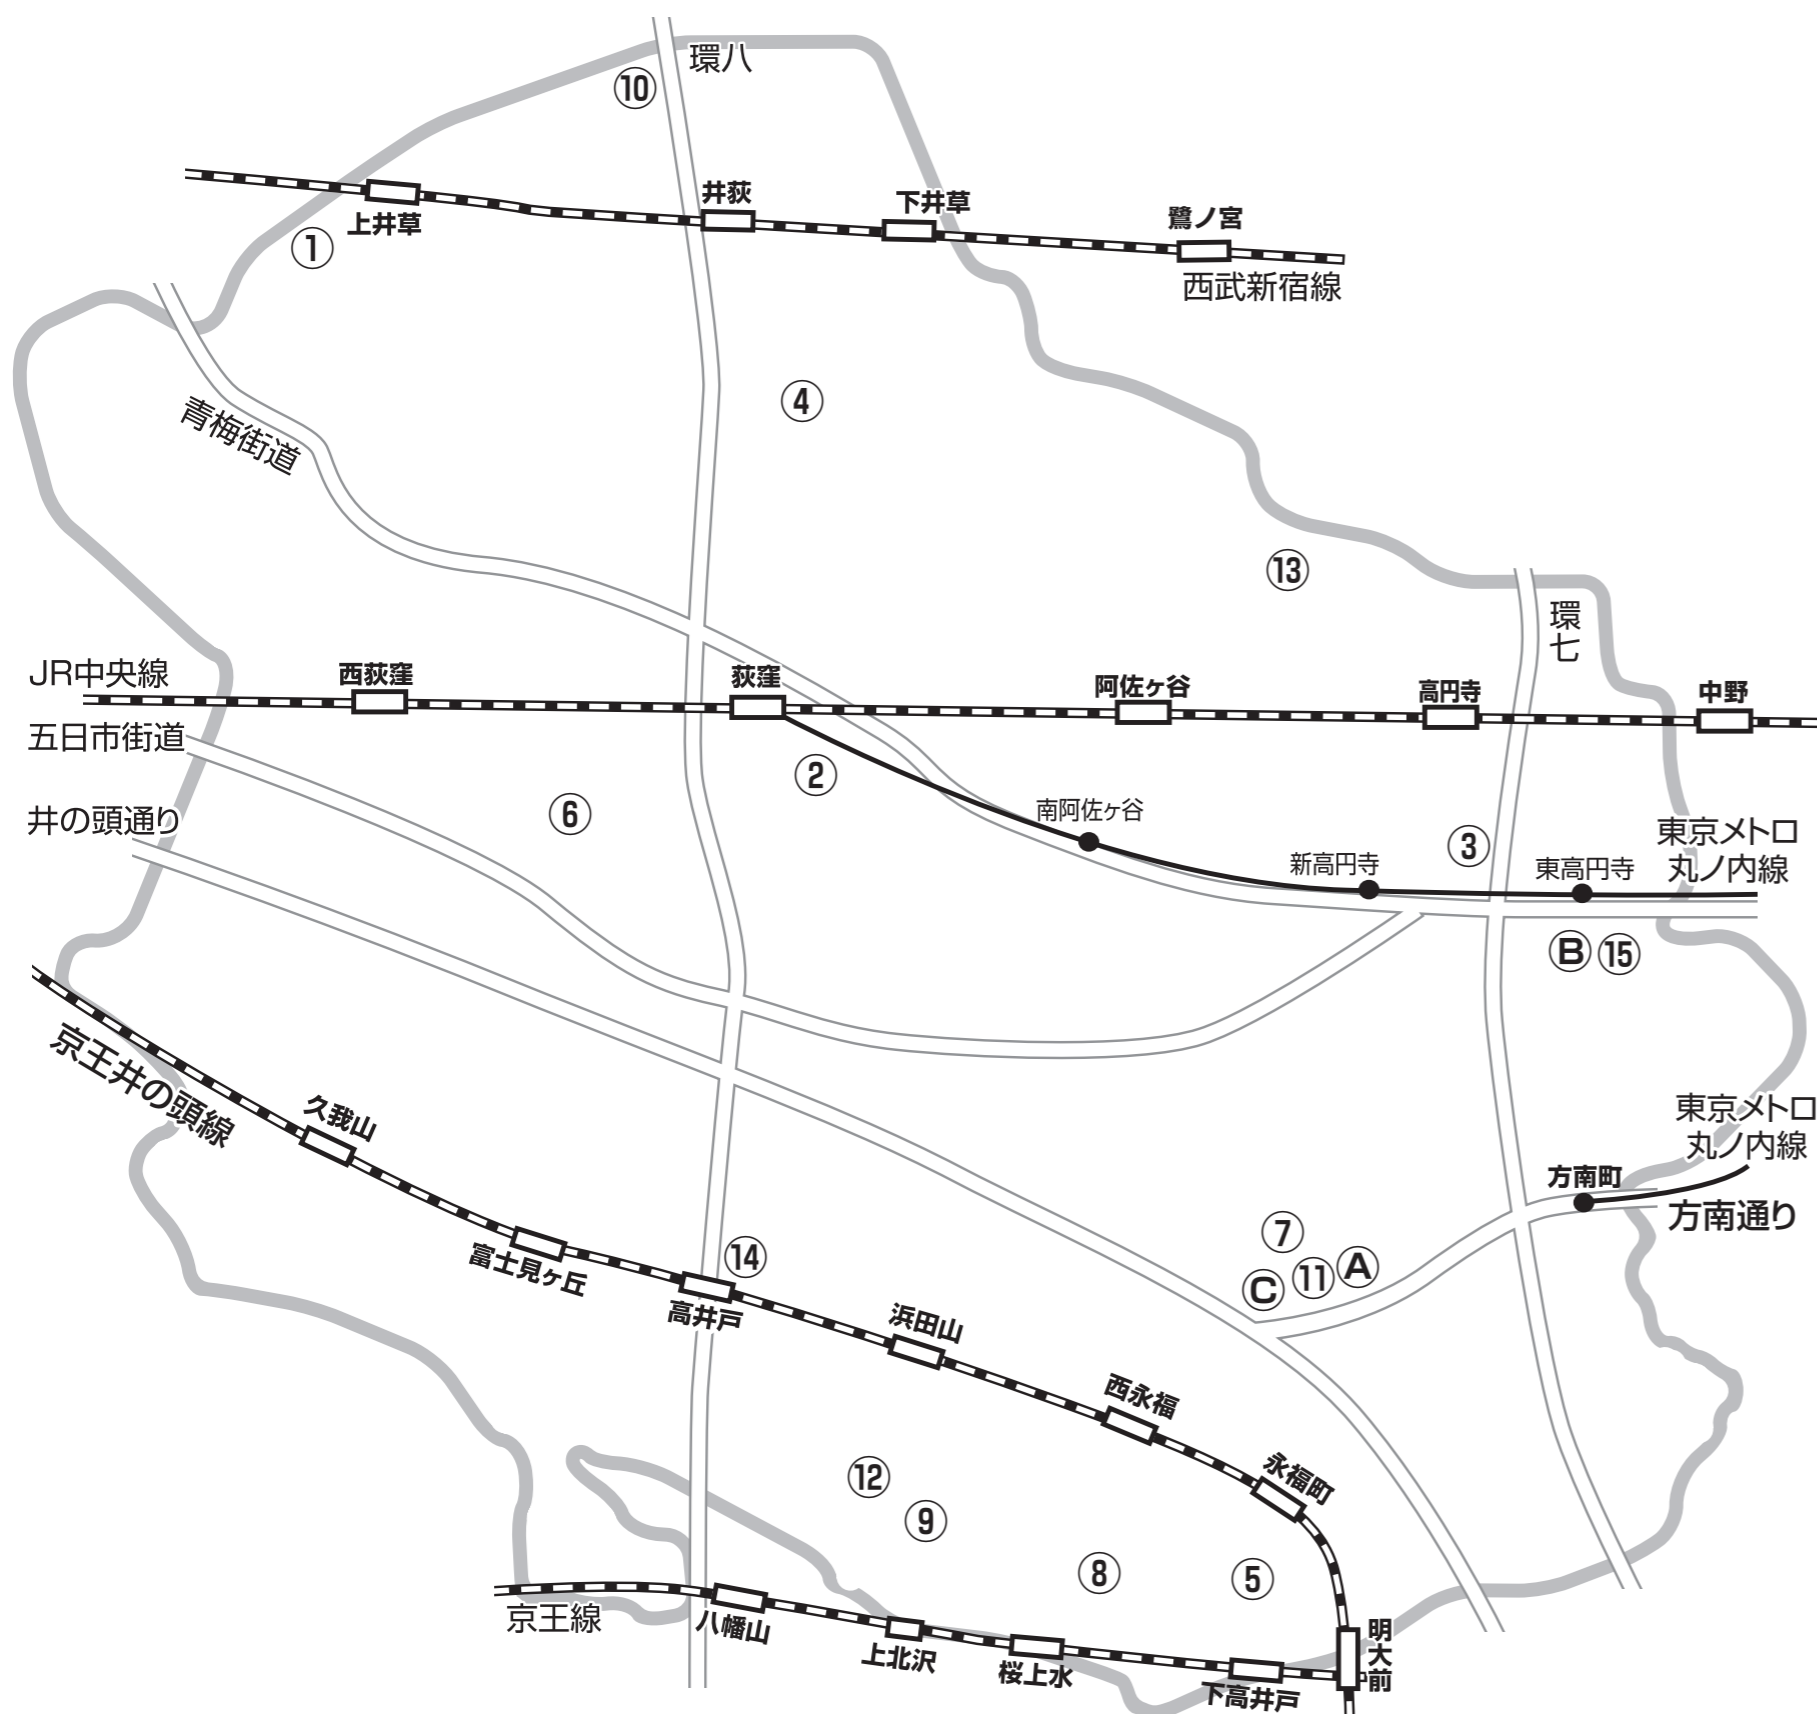 環八
⑩
井荻
下井草
鷺ノ宮
上井草
①
西武新宿線
④
青梅街道
⑬
環七
JR中央線
西荻窪
荻窪
阿佐ヶ谷
高円寺
中野
五日市街道
②
⑥
井の頭通り
南阿佐ヶ谷
③
新高円寺
東高円寺
東京メトロ
丸ノ内線
Ⓑ ⑮
京王井の頭線
久我山
東京メトロ
丸ノ内線
方南町
方南通り
⑦
富士見ヶ丘
⑭
Ⓒ ⑪ Ⓐ
高井戸
浜田山
西永福
永福町
⑫
⑨
⑧
⑤
京王線
八幡山
上北沢
桜上水
下高井戸
明大前